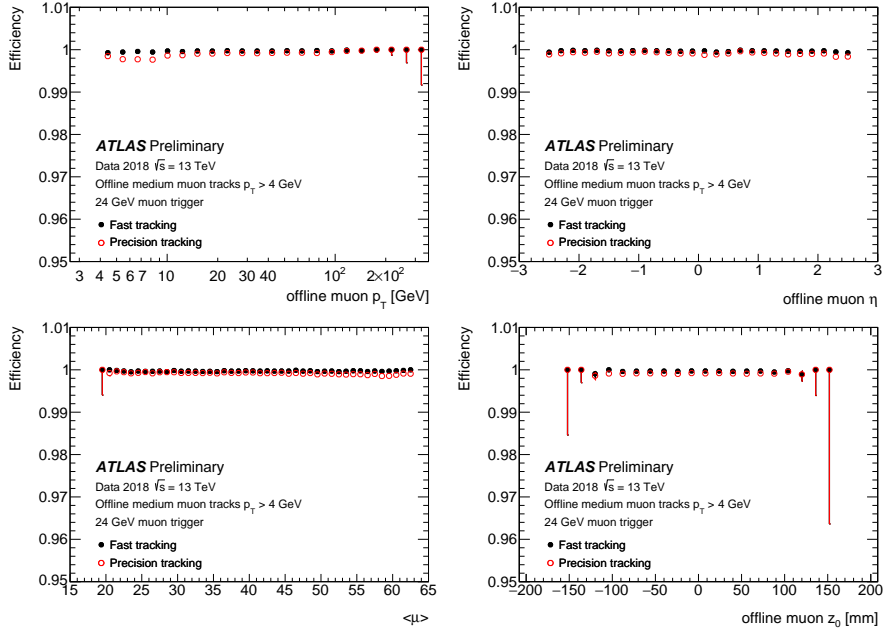 Efficiency
1.01
1
0.99
0.98
0.97
0.96
0.95
ATLAS Preliminary
Data 2018 √s = 13 TeV
Offline medium muon tracks p_T > 4 GeV
24 GeV muon trigger
Fast tracking
Precision tracking
3 4 5 6 7 10 20 30 40 10² 2×10²
offline muon p_T [GeV]
Efficiency
1.01
1
0.99
0.98
0.97
0.96
0.95
ATLAS Preliminary
Data 2018 √s = 13 TeV
Offline medium muon tracks p_T > 4 GeV
24 GeV muon trigger
Fast tracking
Precision tracking
−3 −2 −1 0 1 2 3
offline muon η
Efficiency
1.01
1
0.99
0.98
0.97
0.96
0.95
ATLAS Preliminary
Data 2018 √s = 13 TeV
Offline medium muon tracks p_T > 4 GeV
24 GeV muon trigger
Fast tracking
Precision tracking
15 20 25 30 35 40 45 50 55 60 65
<μ>
Efficiency
1.01
1
0.99
0.98
0.97
0.96
0.95
ATLAS Preliminary
Data 2018 √s = 13 TeV
Offline medium muon tracks p_T > 4 GeV
24 GeV muon trigger
Fast tracking
Precision tracking
−200 −150 −100 −50 0 50 100 150 200
offline muon z_0 [mm]